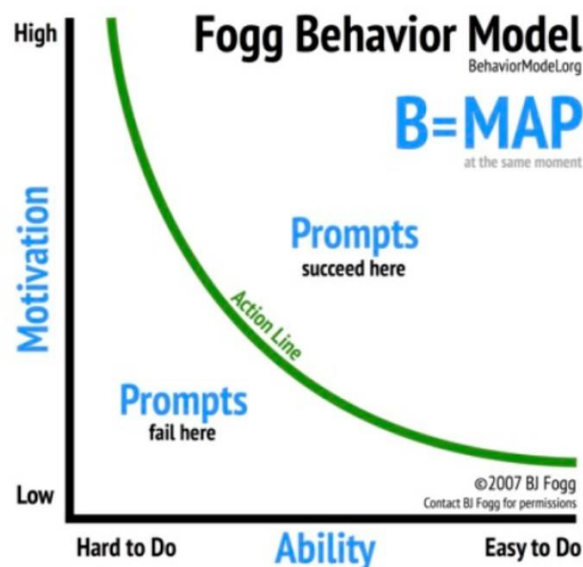 High
Fogg Behavior Model
BehaviorModel.org
B=MAP
at the same moment
Motivation
Prompts
succeed here
Action Line
Prompts
fail here
©2007 BJ Fogg
Contact BJ Fogg for permissions
Low
Hard to Do
Ability
Easy to Do